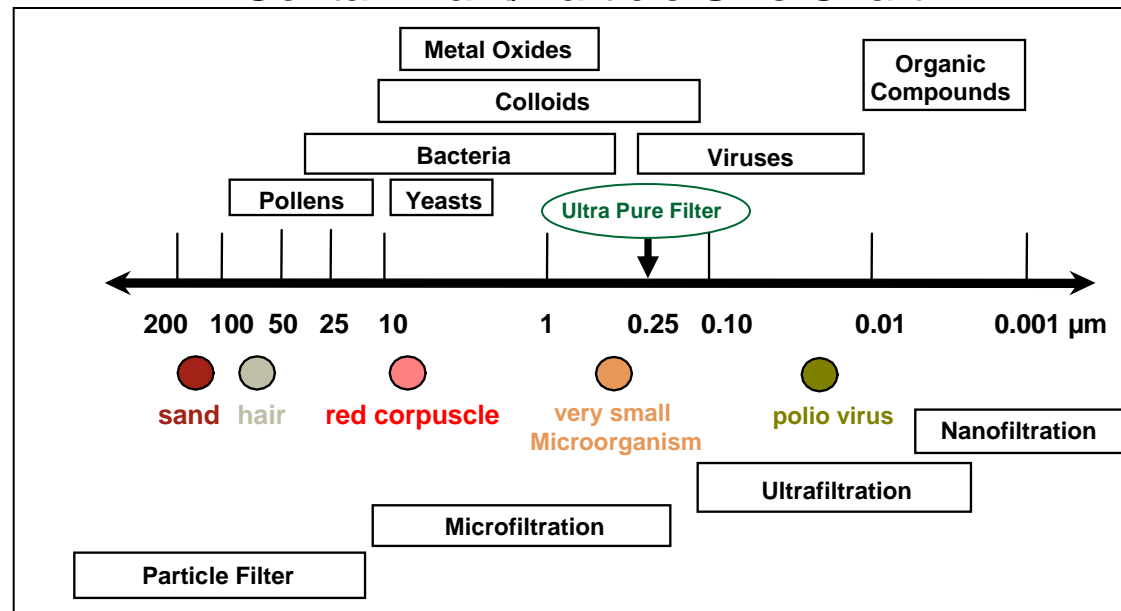 Metal Oxides
Organic
Compounds
Colloids
Bacteria
Viruses
Pollens
Yeasts
Ultra Pure Filter
200 100 50 25 10 1 0.25 0.10 0.01 0.001 µm
sand hair red corpuscle very small polio virus
Microorganism
Nanofiltration
Ultrafiltration
Microfiltration
Particle Filter